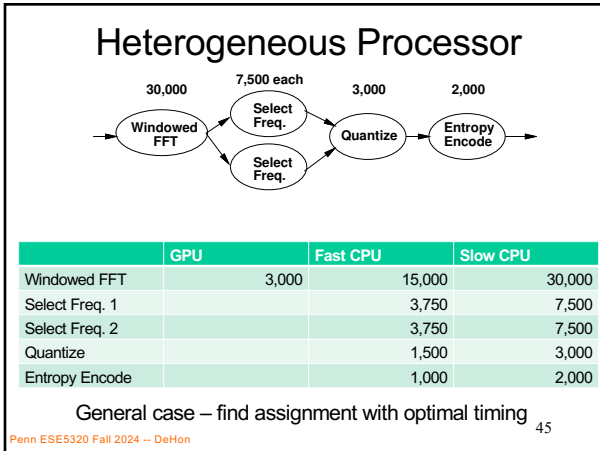 Heterogeneous Processor
30,000
7,500 each
3,000
2,000
Windowed
FFT
Select
Freq.
Select
Freq.
Quantize
Entropy
Encode
GPU Fast CPU Slow CPU
Windowed FFT 3,000 15,000 30,000
Select Freq. 1 3,750 7,500
Select Freq. 2 3,750 7,500
Quantize 1,500 3,000
Entropy Encode 1,000 2,000
General case – find assignment with optimal timing
45
Penn ESE5320 Fall 2024 -- DeHon